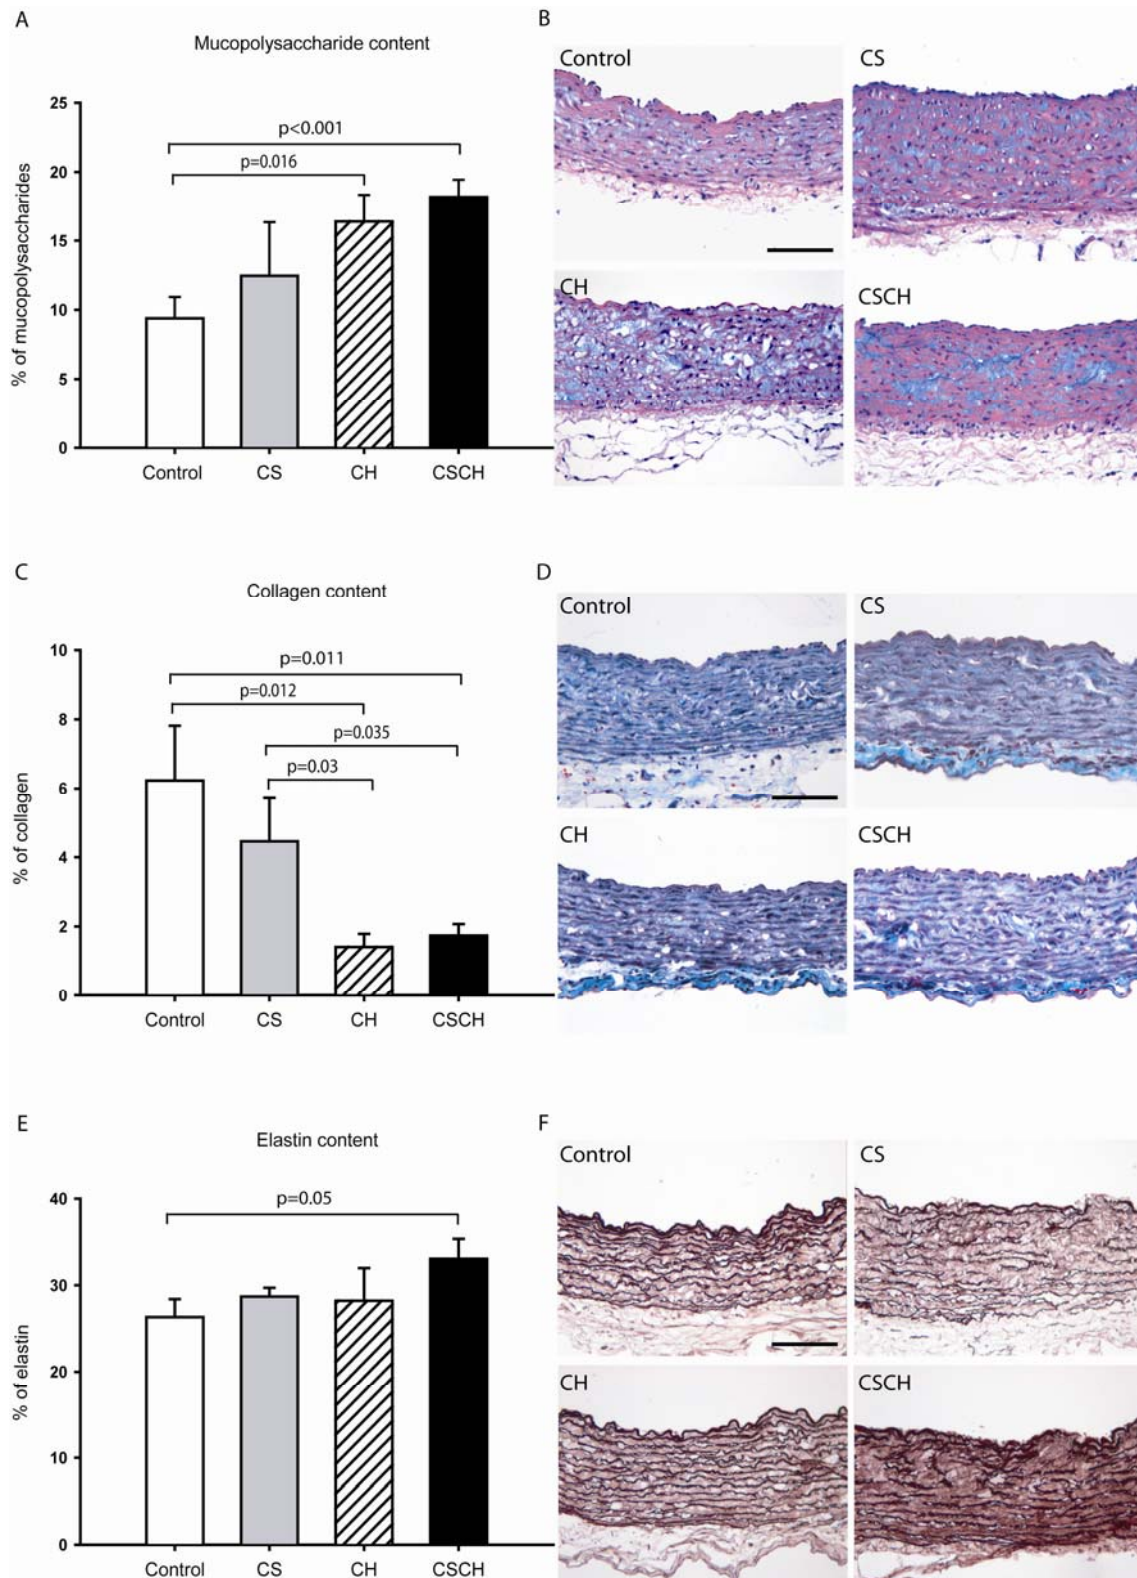 A
Mucopolysaccharide content
% of mucopolysaccharides
25
20
15
10
5
0
p<0.001
p=0.016
Control CS CH CSCH
B
Control CS
CH CSCH
C
Collagen content
% of collagen
10
8
6
4
2
0
p=0.011
p=0.012
p=0.035
p=0.03
Control CS CH CSCH
D
Control CS
CH CSCH
E
Elastin content
% of elastin
40
30
20
10
0
p=0.05
Control CS CH CSCH
F
Control CS
CH CSCH